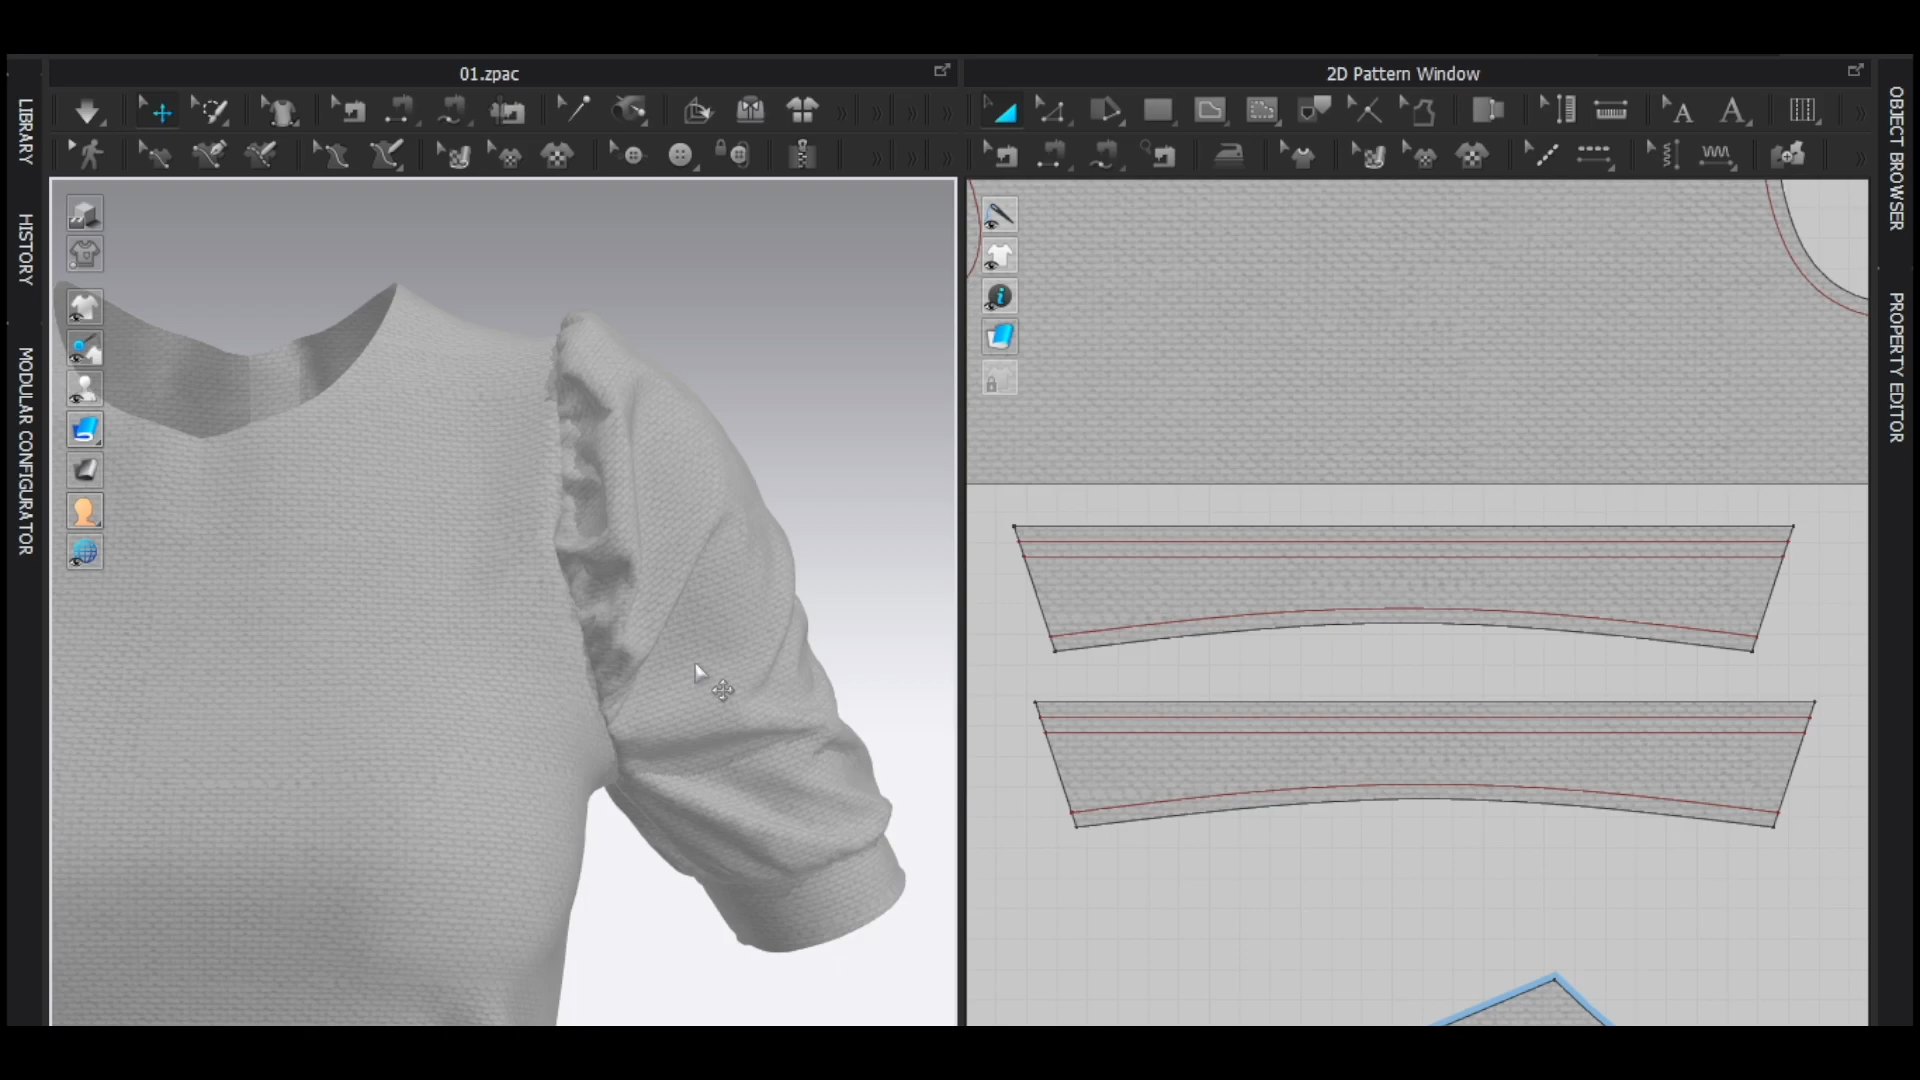 01.zpac
2D Pattern Window
LIBRARY
HISTORY
MODULAR CONFIGURATOR
OBJECT BROWSER
PROPERTY EDITOR
A
A
i